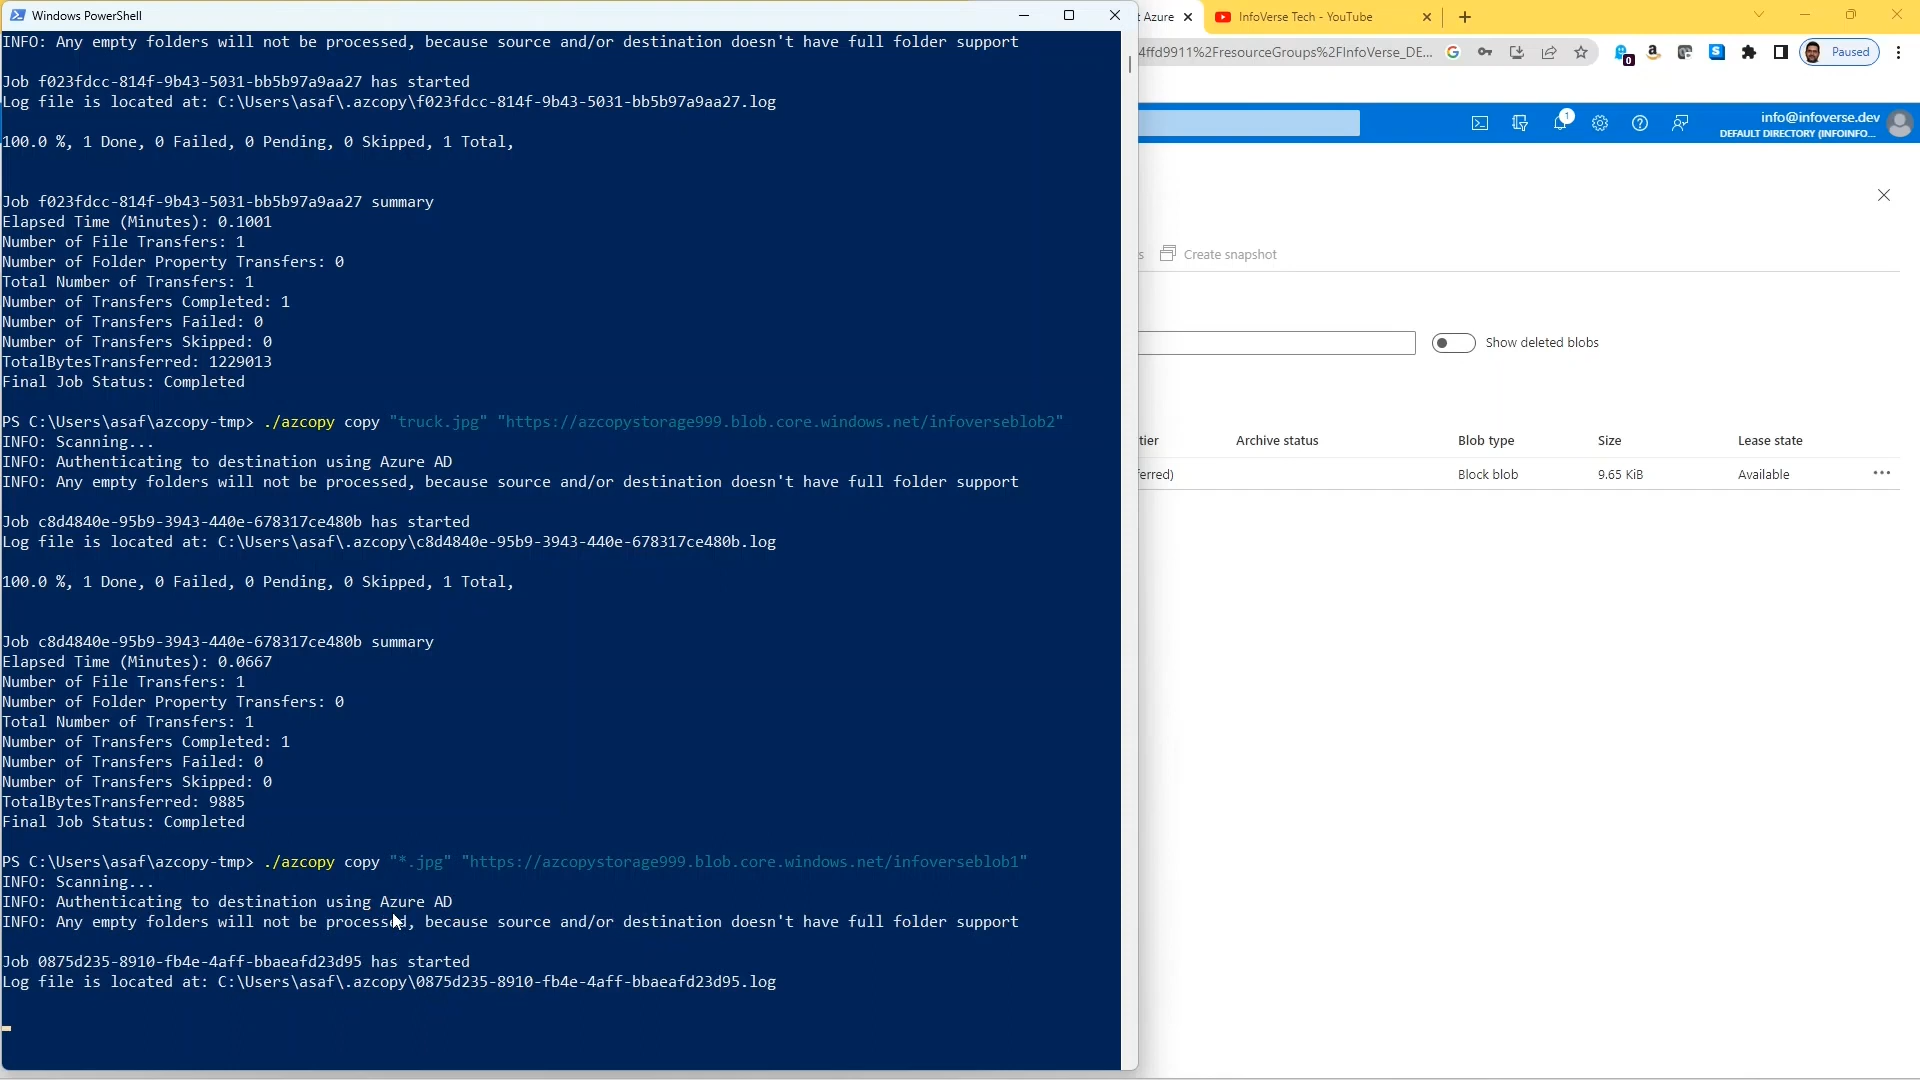 Windows PowerShell
INFO: Any empty folders will not be processed, because source and/or destination doesn't have full folder support
Job f023fdcc-814f-9b43-5031-bb5b97a9aa27 has started
Log file is located at: C:\Users\asaf\.azcopy\f023fdcc-814f-9b43-5031-bb5b97a9aa27.log
100.0 %, 1 Done, 0 Failed, 0 Pending, 0 Skipped, 1 Total,
Job f023fdcc-814f-9b43-5031-bb5b97a9aa27 summary
Elapsed Time (Minutes): 0.1001
Number of File Transfers: 1
Number of Folder Property Transfers: 0
Total Number of Transfers: 1
Number of Transfers Completed: 1
Number of Transfers Failed: 0
Number of Transfers Skipped: 0
TotalBytesTransferred: 1229013
Final Job Status: Completed
PS C:\Users\asaf\azcopy-tmp> ./azcopy copy "truck.jpg" "https://azcopystorage999.blob.core.windows.net/infoverseblob2"
INFO: Scanning...
INFO: Authenticating to destination using Azure AD
INFO: Any empty folders will not be processed, because source and/or destination doesn't have full folder support
Job c8d4840e-95b9-3943-440e-678317ce480b has started
Log file is located at: C:\Users\asaf\.azcopy\c8d4840e-95b9-3943-440e-678317ce480b.log
100.0 %, 1 Done, 0 Failed, 0 Pending, 0 Skipped, 1 Total,
Job c8d4840e-95b9-3943-440e-678317ce480b summary
Elapsed Time (Minutes): 0.0667
Number of File Transfers: 1
Number of Folder Property Transfers: 0
Total Number of Transfers: 1
Number of Transfers Completed: 1
Number of Transfers Failed: 0
Number of Transfers Skipped: 0
TotalBytesTransferred: 9885
Final Job Status: Completed
PS C:\Users\asaf\azcopy-tmp> ./azcopy copy "*.jpg" "https://azcopystorage999.blob.core.windows.net/infoverseblob1"
INFO: Scanning...
INFO: Authenticating to destination using Azure AD
INFO: Any empty folders will not be processed, because source and/or destination doesn't have full folder support
Job 0875d235-8910-fb4e-4aff-bbaeafd23d95 has started
Log file is located at: C:\Users\asaf\.azcopy\0875d235-8910-fb4e-4aff-bbaeafd23d95.log
t Azure
InfoVerse Tech - YouTube
4ffd9911%2FresourceGroups%2FInfoVerse_DE...
0
Paused
1
info@infoverse.dev
DEFAULT DIRECTORY (INFOINFO...
s
Create snapshot
Show deleted blobs
tier
Archive status
Blob type
Size
Lease state
ferred)
Block blob
9.65 KiB
Available